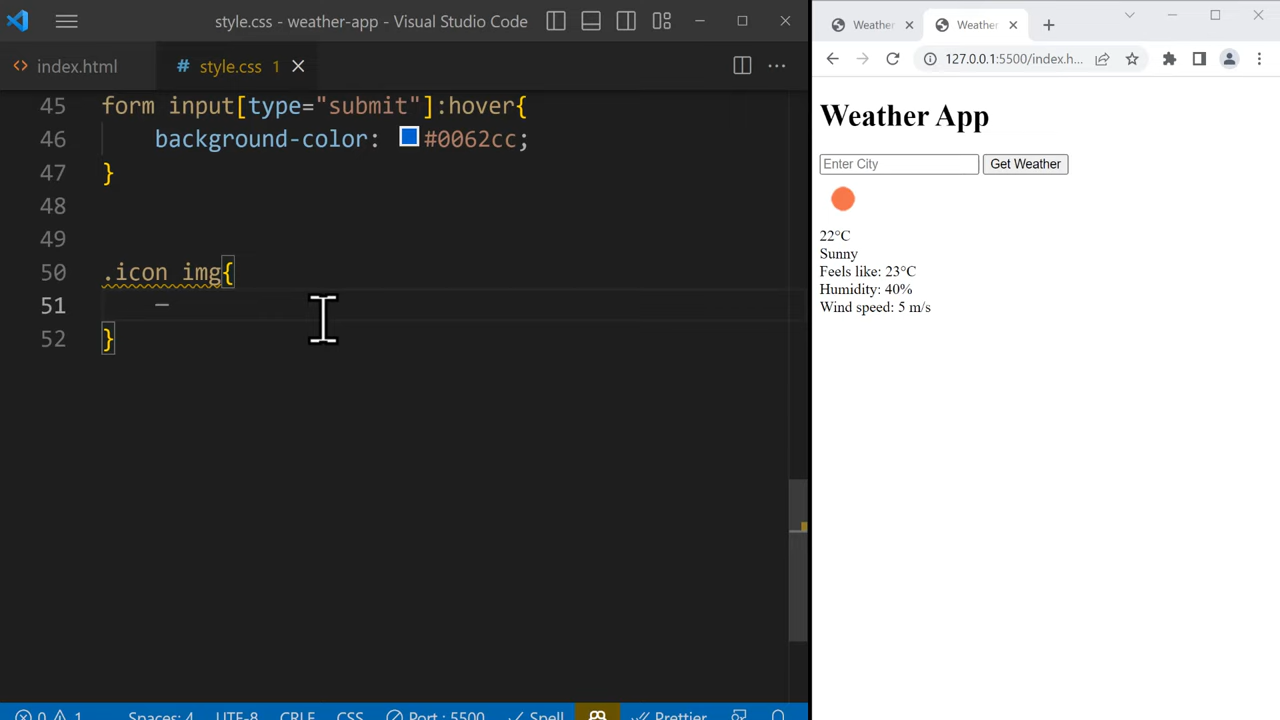 style.css - weather-app - Visual Studio Code
index.html
# style.css 1
45 form input[type="submit"]:hover{
46 background-color: #0062cc;
47 }
48
49
50 .icon img{
51
52 }
0 1 Spaces: 4 UTF-8 CRLF CSS Port : 5500 Spell Prettier
Weather Weather
127.0.0.1:5500/index.h...
Weather App
Enter City Get Weather
22°C
Sunny
Feels like: 23°C
Humidity: 40%
Wind speed: 5 m/s